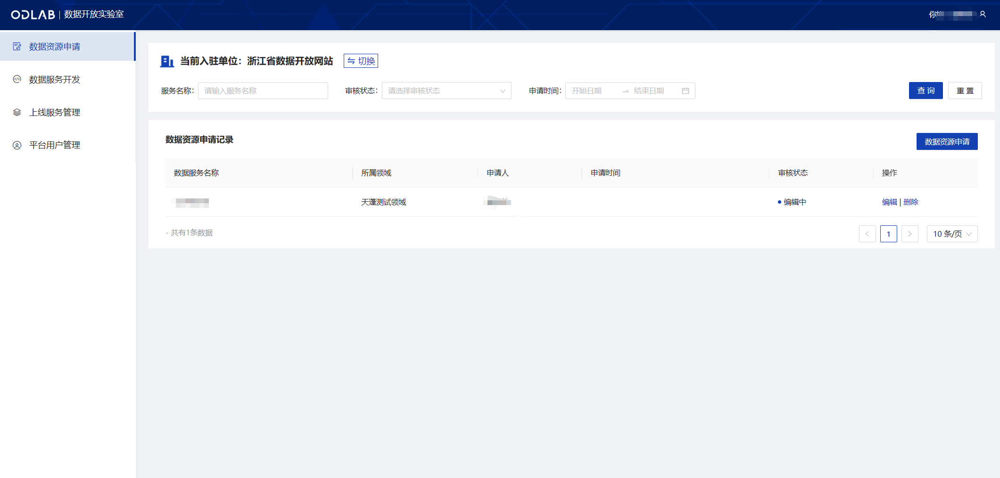 ODLAB | 数据开放实验室
你好
数据资源申请
数据服务开发
上线服务管理
平台用户管理
当前入驻单位：浙江省数据开放网站 切换
服务名称： 请输入服务名称 审核状态： 请选择审核状态 申请时间： 开始日期 → 结束日期 查 询 重 置
数据资源申请记录 数据资源申请
数据服务名称 所属领域 申请人 申请时间 审核状态 操作
天蓬测试领域 编辑中 编辑 | 删除
- 共有1条数据 < 1 > 10 条/页